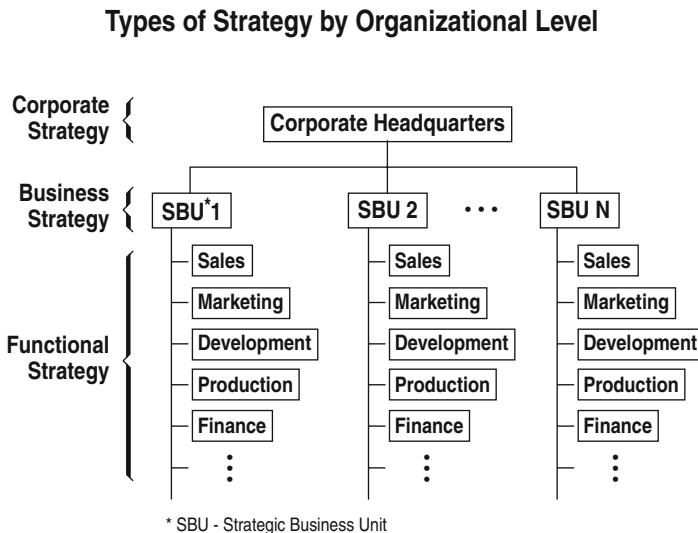 Types of Strategy by Organizational Level
Corporate
Strategy
Corporate Headquarters
Business
Strategy
SBU*1
SBU 2
• • •
SBU N
Functional
Strategy
Sales
Marketing
Development
Production
Finance
Sales
Marketing
Development
Production
Finance
Sales
Marketing
Development
Production
Finance
* SBU - Strategic Business Unit